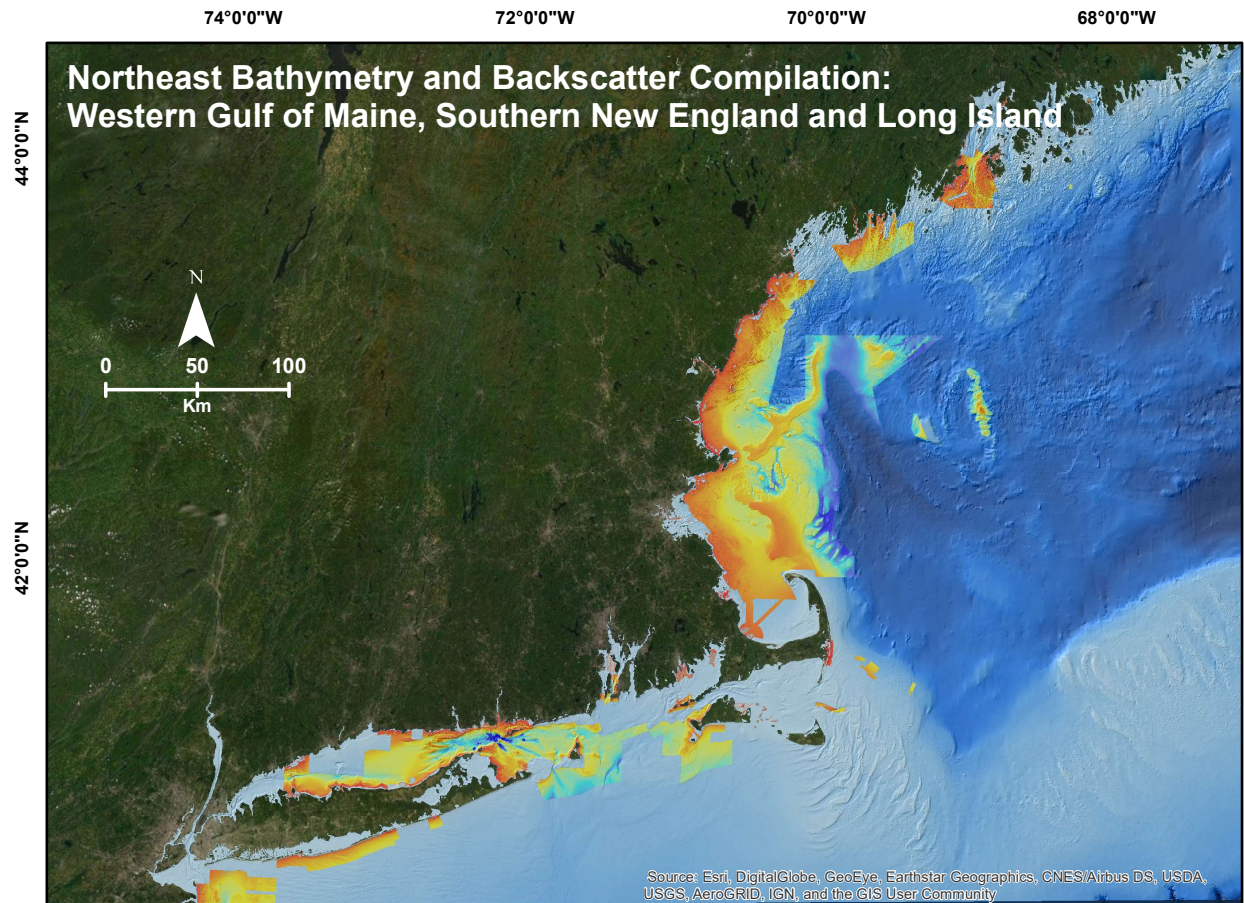 74°0'0"W 72°0'0"W 70°0'0"W 68°0'0"W
Northeast Bathymetry and Backscatter Compilation:
Western Gulf of Maine, Southern New England and Long Island
44°0'0"N
N
0 50 100
Km
42°0'0"N
Source: Esri, DigitalGlobe, GeoEye, Earthstar Geographics, CNES/Airbus DS, USDA,
USGS, AeroGRID, IGN, and the GIS User Community